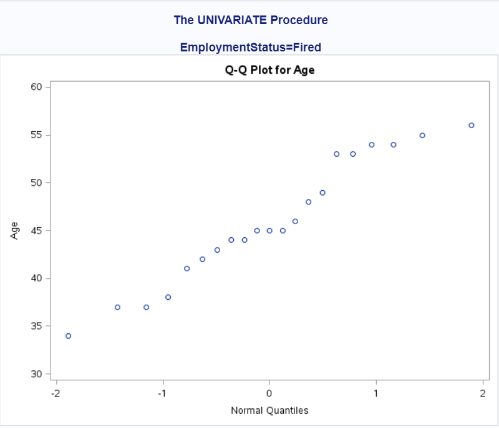 The UNIVARIATE Procedure
EmploymentStatus=Fired
Q-Q Plot for Age
60
55
50
45
40
35
30
Age
-2 -1 0 1 2
Normal Quantiles